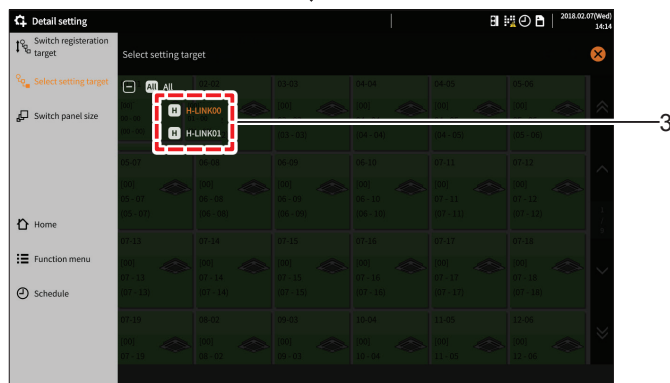 Detail setting
2018.02.07(Wed)
14:14
Switch registeration
target
Select setting target
Switch panel size
Home
Function menu
Schedule
Select setting target
All All
H H-LINK00
H H-LINK01
3
03-03
04-04
04-05
05-06
[00]
[00]
[00]
[00]
(03 - 03)
(04 - 04)
(04 - 05)
(05 - 06)
05-07
06-08
06-09
06-10
07-11
07-12
[00]
[00]
[00]
[00]
[00]
[00]
05 - 07
06 - 08
06 - 09
06 - 10
07 - 11
07 - 12
(05 - 07)
(06 - 08)
(06 - 09)
(06 - 10)
(07 - 11)
(07 - 12)
07-13
07-14
07-15
07-16
07-17
07-18
[00]
[00]
[00]
[00]
[00]
[00]
07 - 13
07 - 14
07 - 15
07 - 16
07 - 17
07 - 18
(07 - 13)
(07 - 14)
(07 - 15)
(07 - 16)
(07 - 17)
(07 - 18)
07-19
08-02
09-03
10-04
11-05
12-06
[00]
[00]
[00]
[00]
[00]
[00]
07 - 19
08 - 02
09 - 03
10 - 04
11 - 05
12 - 06